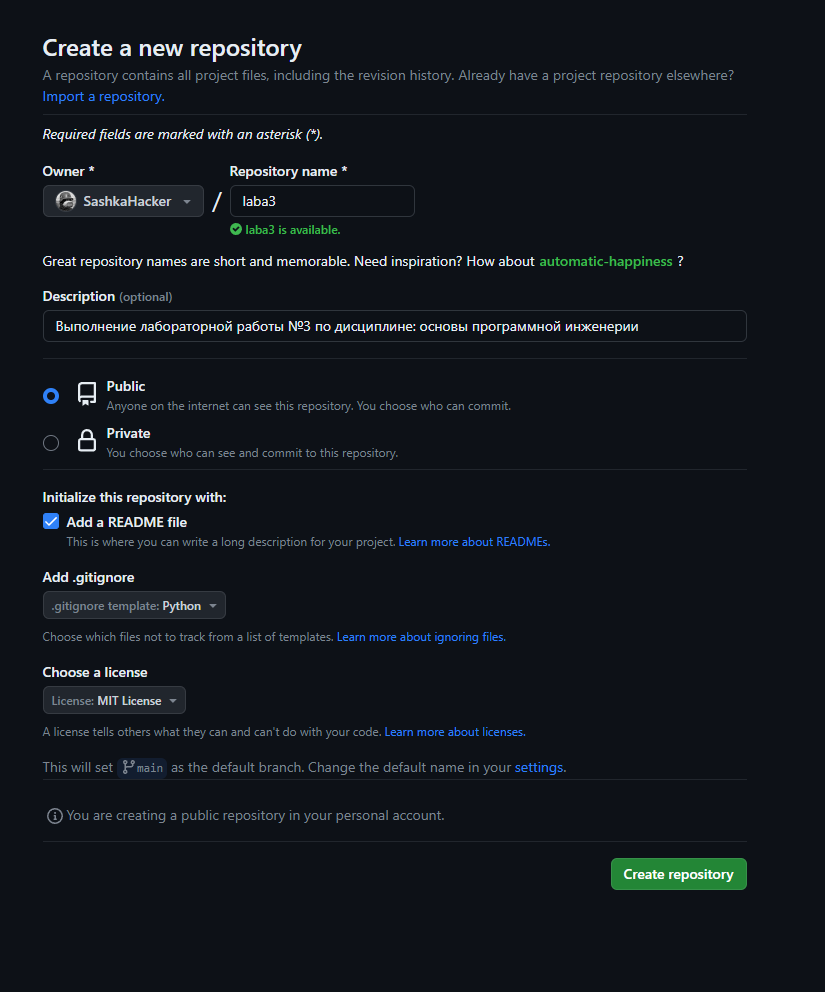 Create a new repository
A repository contains all project files, including the revision history. Already have a project repository elsewhere?
Import a repository.
Required fields are marked with an asterisk (*).
Owner * Repository name *
SashkaHacker / laba3
laba3 is available.
Great repository names are short and memorable. Need inspiration? How about automatic-happiness ?
Description (optional)
Выполнение лабораторной работы №3 по дисциплине: основы программной инженерии
Public
Anyone on the internet can see this repository. You choose who can commit.
Private
You choose who can see and commit to this repository.
Initialize this repository with:
Add a README file
This is where you can write a long description for your project. Learn more about READMEs.
Add .gitignore
.gitignore template: Python
Choose which files not to track from a list of templates. Learn more about ignoring files.
Choose a license
License: MIT License
A license tells others what they can and can't do with your code. Learn more about licenses.
This will set main as the default branch. Change the default name in your settings.
You are creating a public repository in your personal account.
Create repository